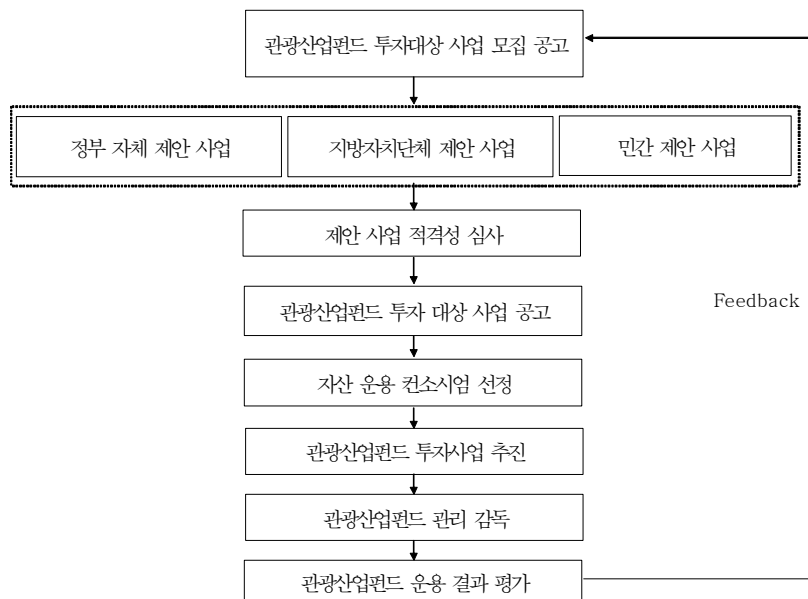 관광산업펀드 투자대상 사업 모집 공고
정부 자체 제안 사업
지방자치단체 제안 사업
민간 제안 사업
제안 사업 적격성 심사
관광산업펀드 투자 대상 사업 공고
Feedback
자산 운용 컨소시엄 선정
관광산업펀드 투자사업 추진
관광산업펀드 관리 감독
관광산업펀드 운용 결과 평가